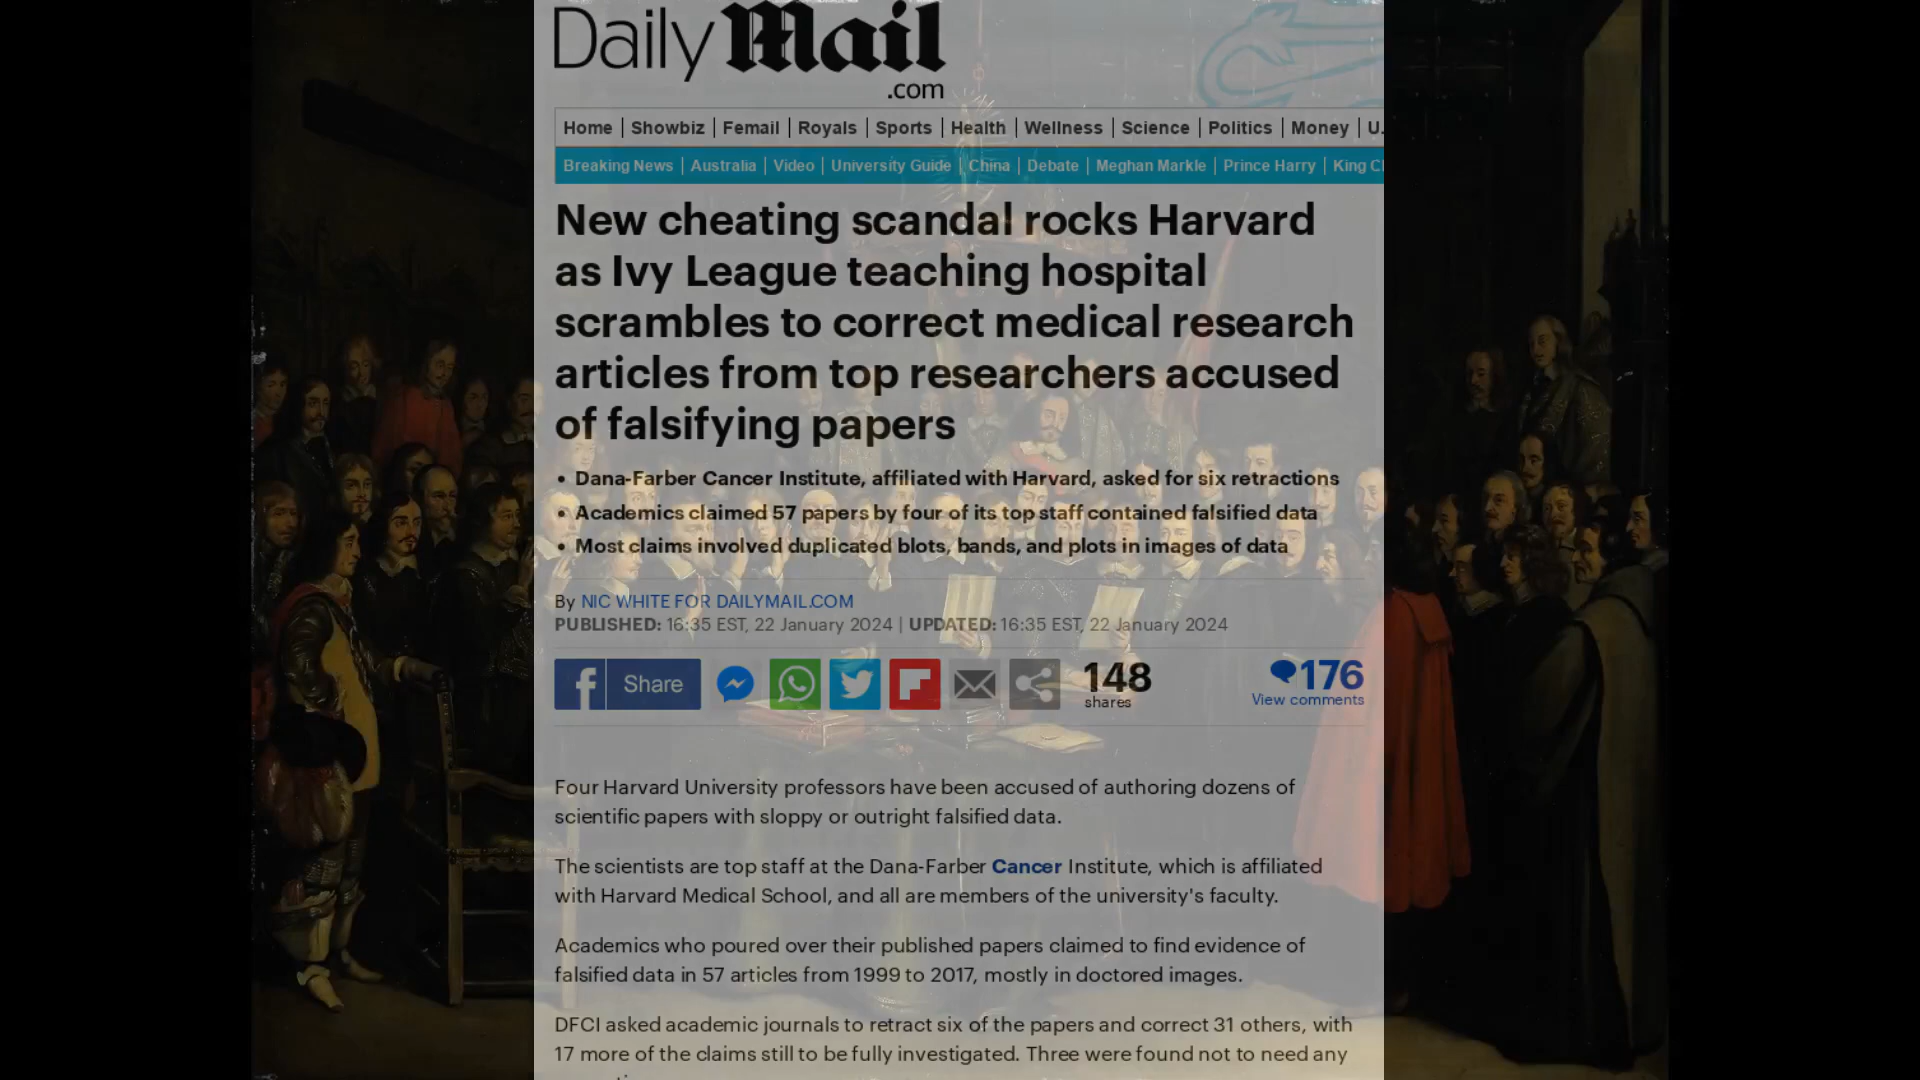 Daily Mail
.com
Home | Showbiz | Femail | Royals | Sports | Health | Wellness | Science | Politics | Money | U.
Breaking News | Australia | Video | University Guide | China | Debate | Meghan Markle | Prince Harry | King C
New cheating scandal rocks Harvard
as Ivy League teaching hospital
scrambles to correct medical research
articles from top researchers accused
of falsifying papers
• Dana-Farber Cancer Institute, affiliated with Harvard, asked for six retractions
• Academics claimed 57 papers by four of its top staff contained falsified data
• Most claims involved duplicated blots, bands, and plots in images of data
By NIC WHITE FOR DAILYMAIL.COM
PUBLISHED: 16:35 EST, 22 January 2024 | UPDATED: 16:35 EST, 22 January 2024
f Share 148 176
shares View comments
Four Harvard University professors have been accused of authoring dozens of
scientific papers with sloppy or outright falsified data.
The scientists are top staff at the Dana-Farber Cancer Institute, which is affiliated
with Harvard Medical School, and all are members of the university's faculty.
Academics who poured over their published papers claimed to find evidence of
falsified data in 57 articles from 1999 to 2017, mostly in doctored images.
DFCI asked academic journals to retract six of the papers and correct 31 others, with
17 more of the claims still to be fully investigated. Three were found not to need any